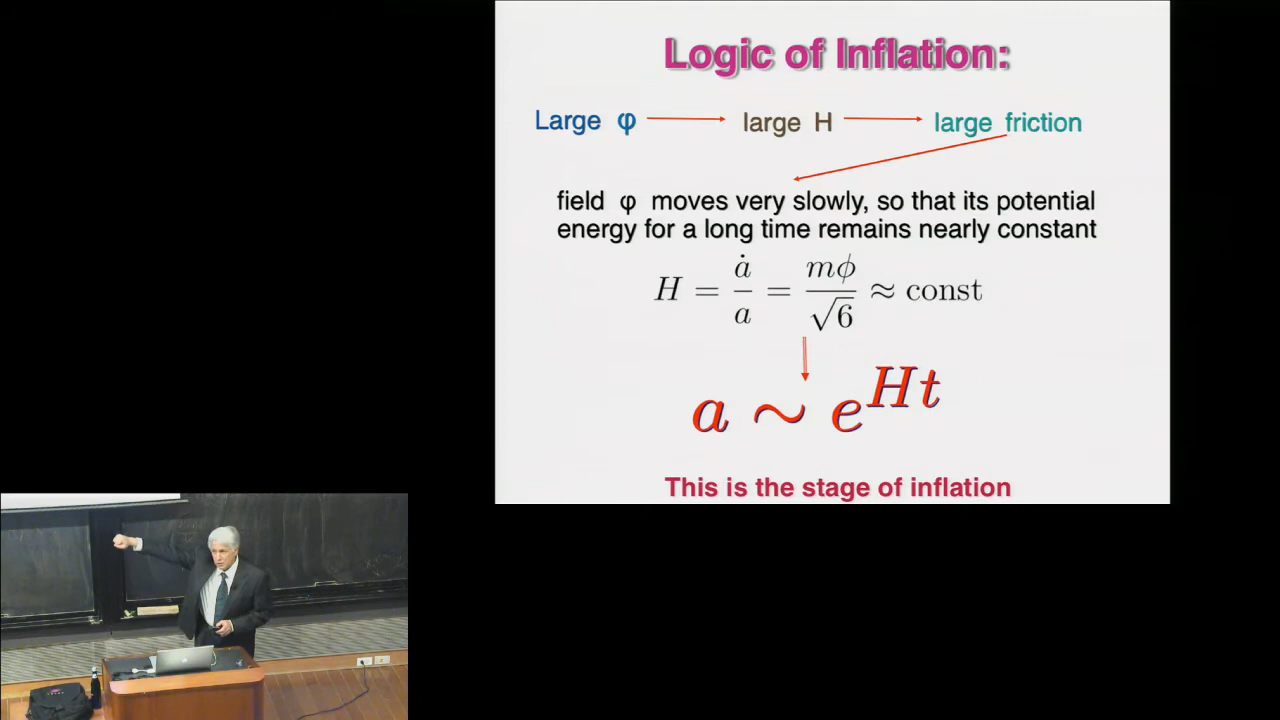 Logic of Inflation:
Large φ → large H → large friction
field φ moves very slowly, so that its potential
energy for a long time remains nearly constant
H = ȧ/a = mϕ/√6 ≈ const
a ∼ e^{Ht}
This is the stage of inflation